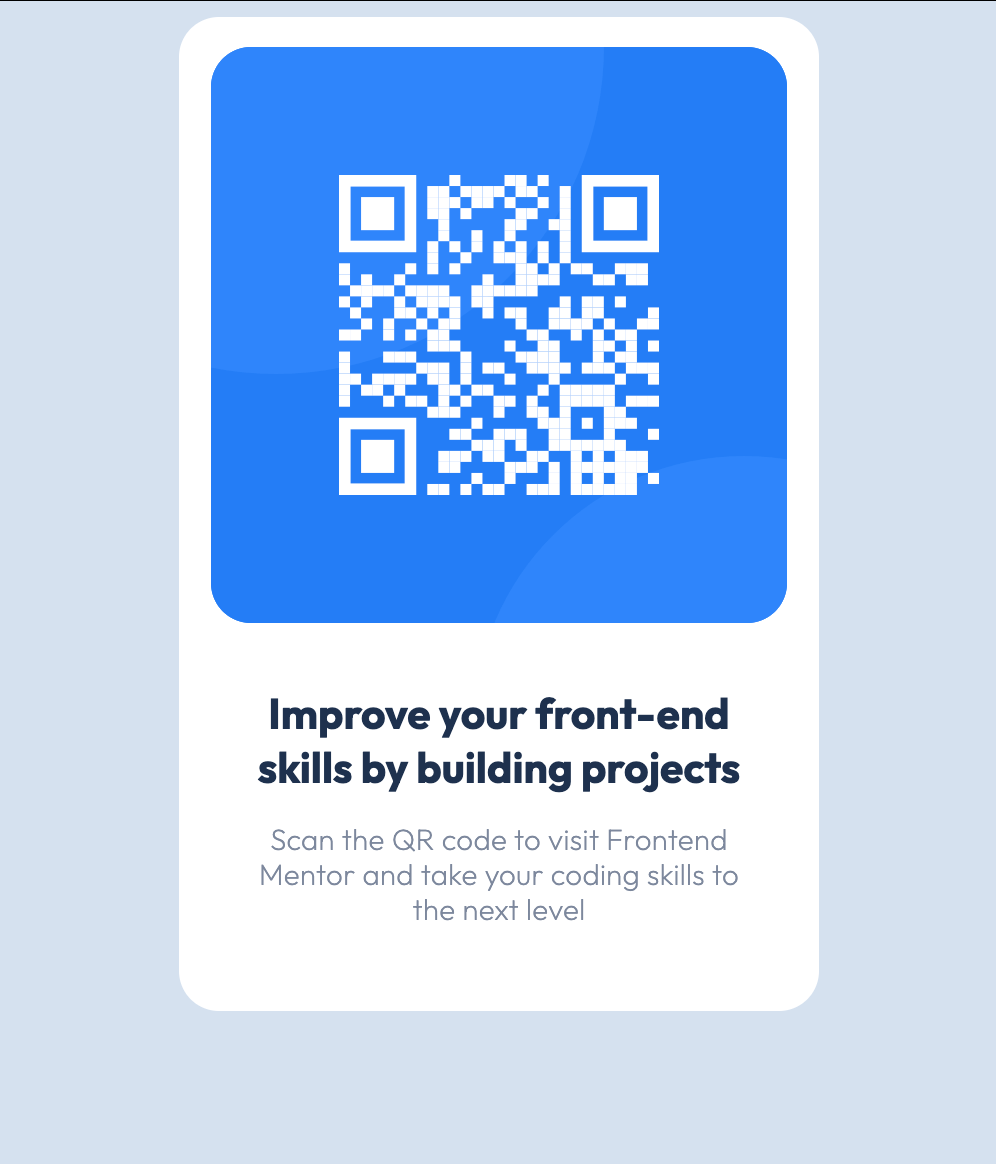 Improve your front-end
skills by building projects
Scan the QR code to visit Frontend
Mentor and take your coding skills to
the next level